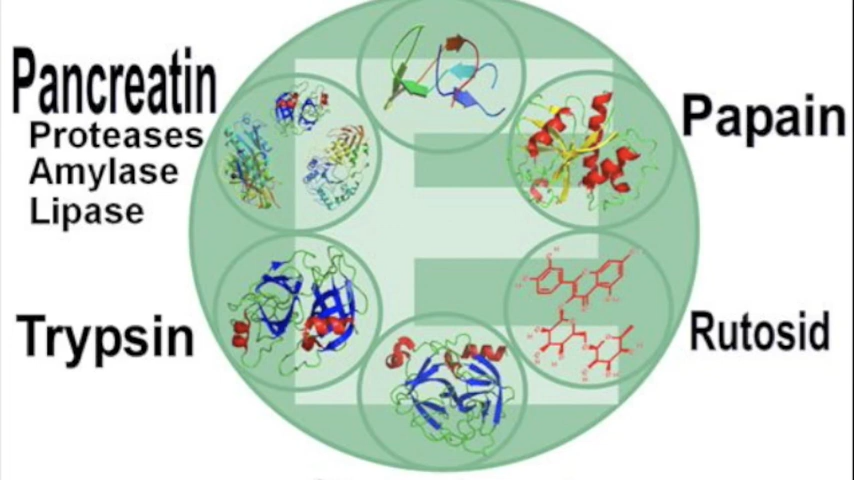 Pancreatin
Proteases
Amylase
Lipase
Papain
Trypsin
Rutosid
E